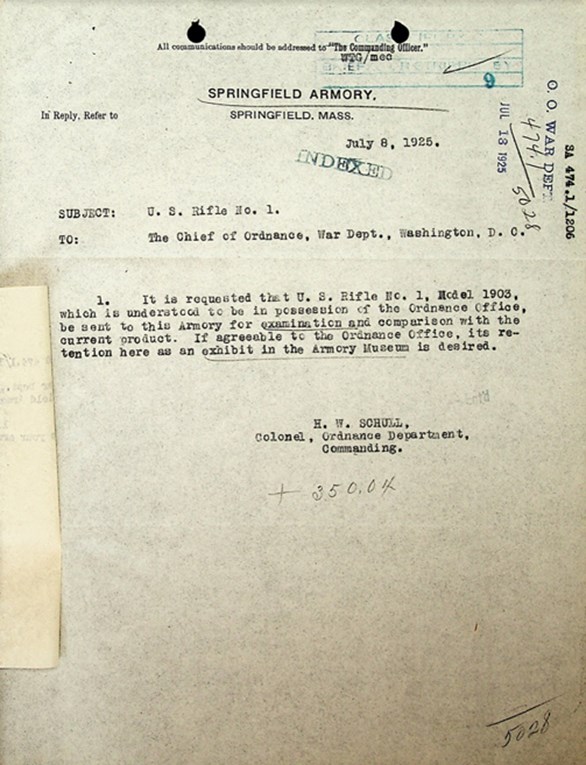 All communications should be addressed to "The Commanding Officer."
WTG/mec
9
SPRINGFIELD ARMORY,
In Reply, Refer to
SPRINGFIELD, MASS.
July 8, 1925.
INDEXED
O. O. WAR DEPT.
JUL 13 1925
474.1
5028
SA 474.1/1206
SUBJECT: U. S. Rifle No. 1.
TO: The Chief of Ordnance, War Dept., Washington, D. C.
1. It is requested that U. S. Rifle No. 1, Model 1903,
which is understood to be in possession of the Ordnance Office,
be sent to this Armory for examination and comparison with the
current product. If agreeable to the Ordnance Office, its re-
tention here as an exhibit in the Armory Museum is desired.
H. W. SCHULL,
Colonel, Ordnance Department,
Commanding.
+ 350.04
5028